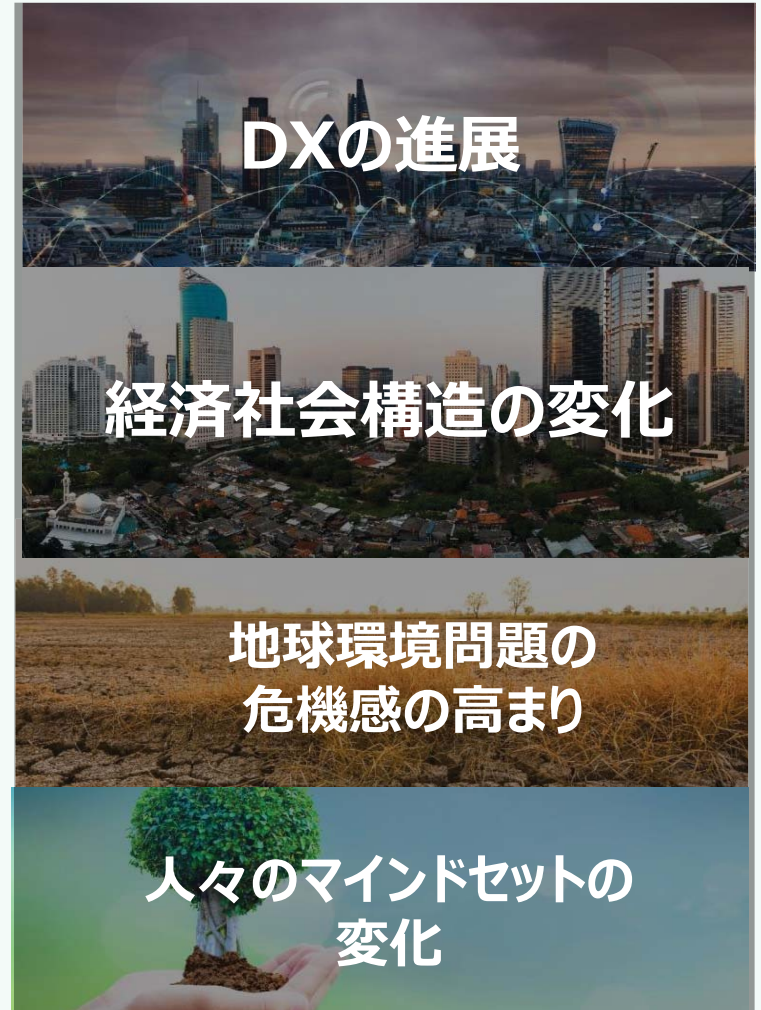 DXの進展
経済社会構造の変化
地球環境問題の
危機感の高まり
人々のマインドセットの
変化